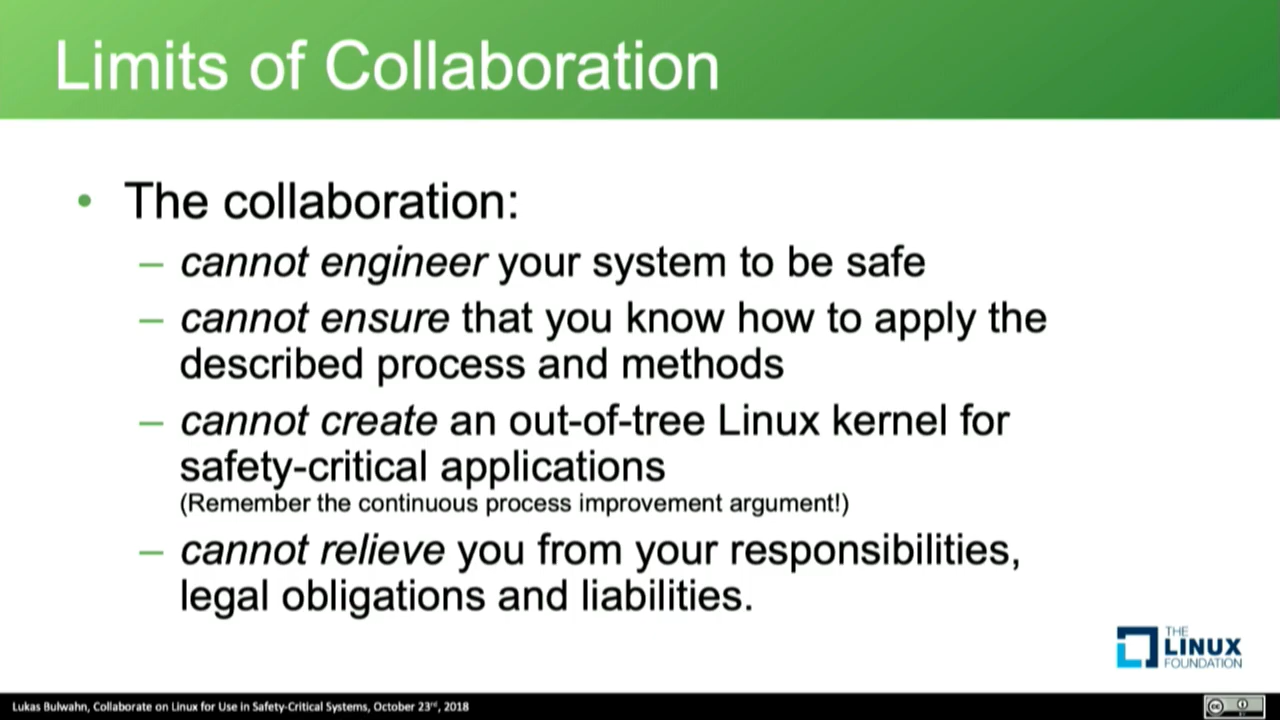 Limits of Collaboration
• The collaboration:
– cannot engineer your system to be safe
– cannot ensure that you know how to apply the
described process and methods
– cannot create an out-of-tree Linux kernel for
safety-critical applications
(Remember the continuous process improvement argument!)
– cannot relieve you from your responsibilities,
legal obligations and liabilities.
THE
LINUX
FOUNDATION
Lukas Bulwahn, Collaborate on Linux for Use in Safety-Critical Systems, October 23rd, 2018
cc